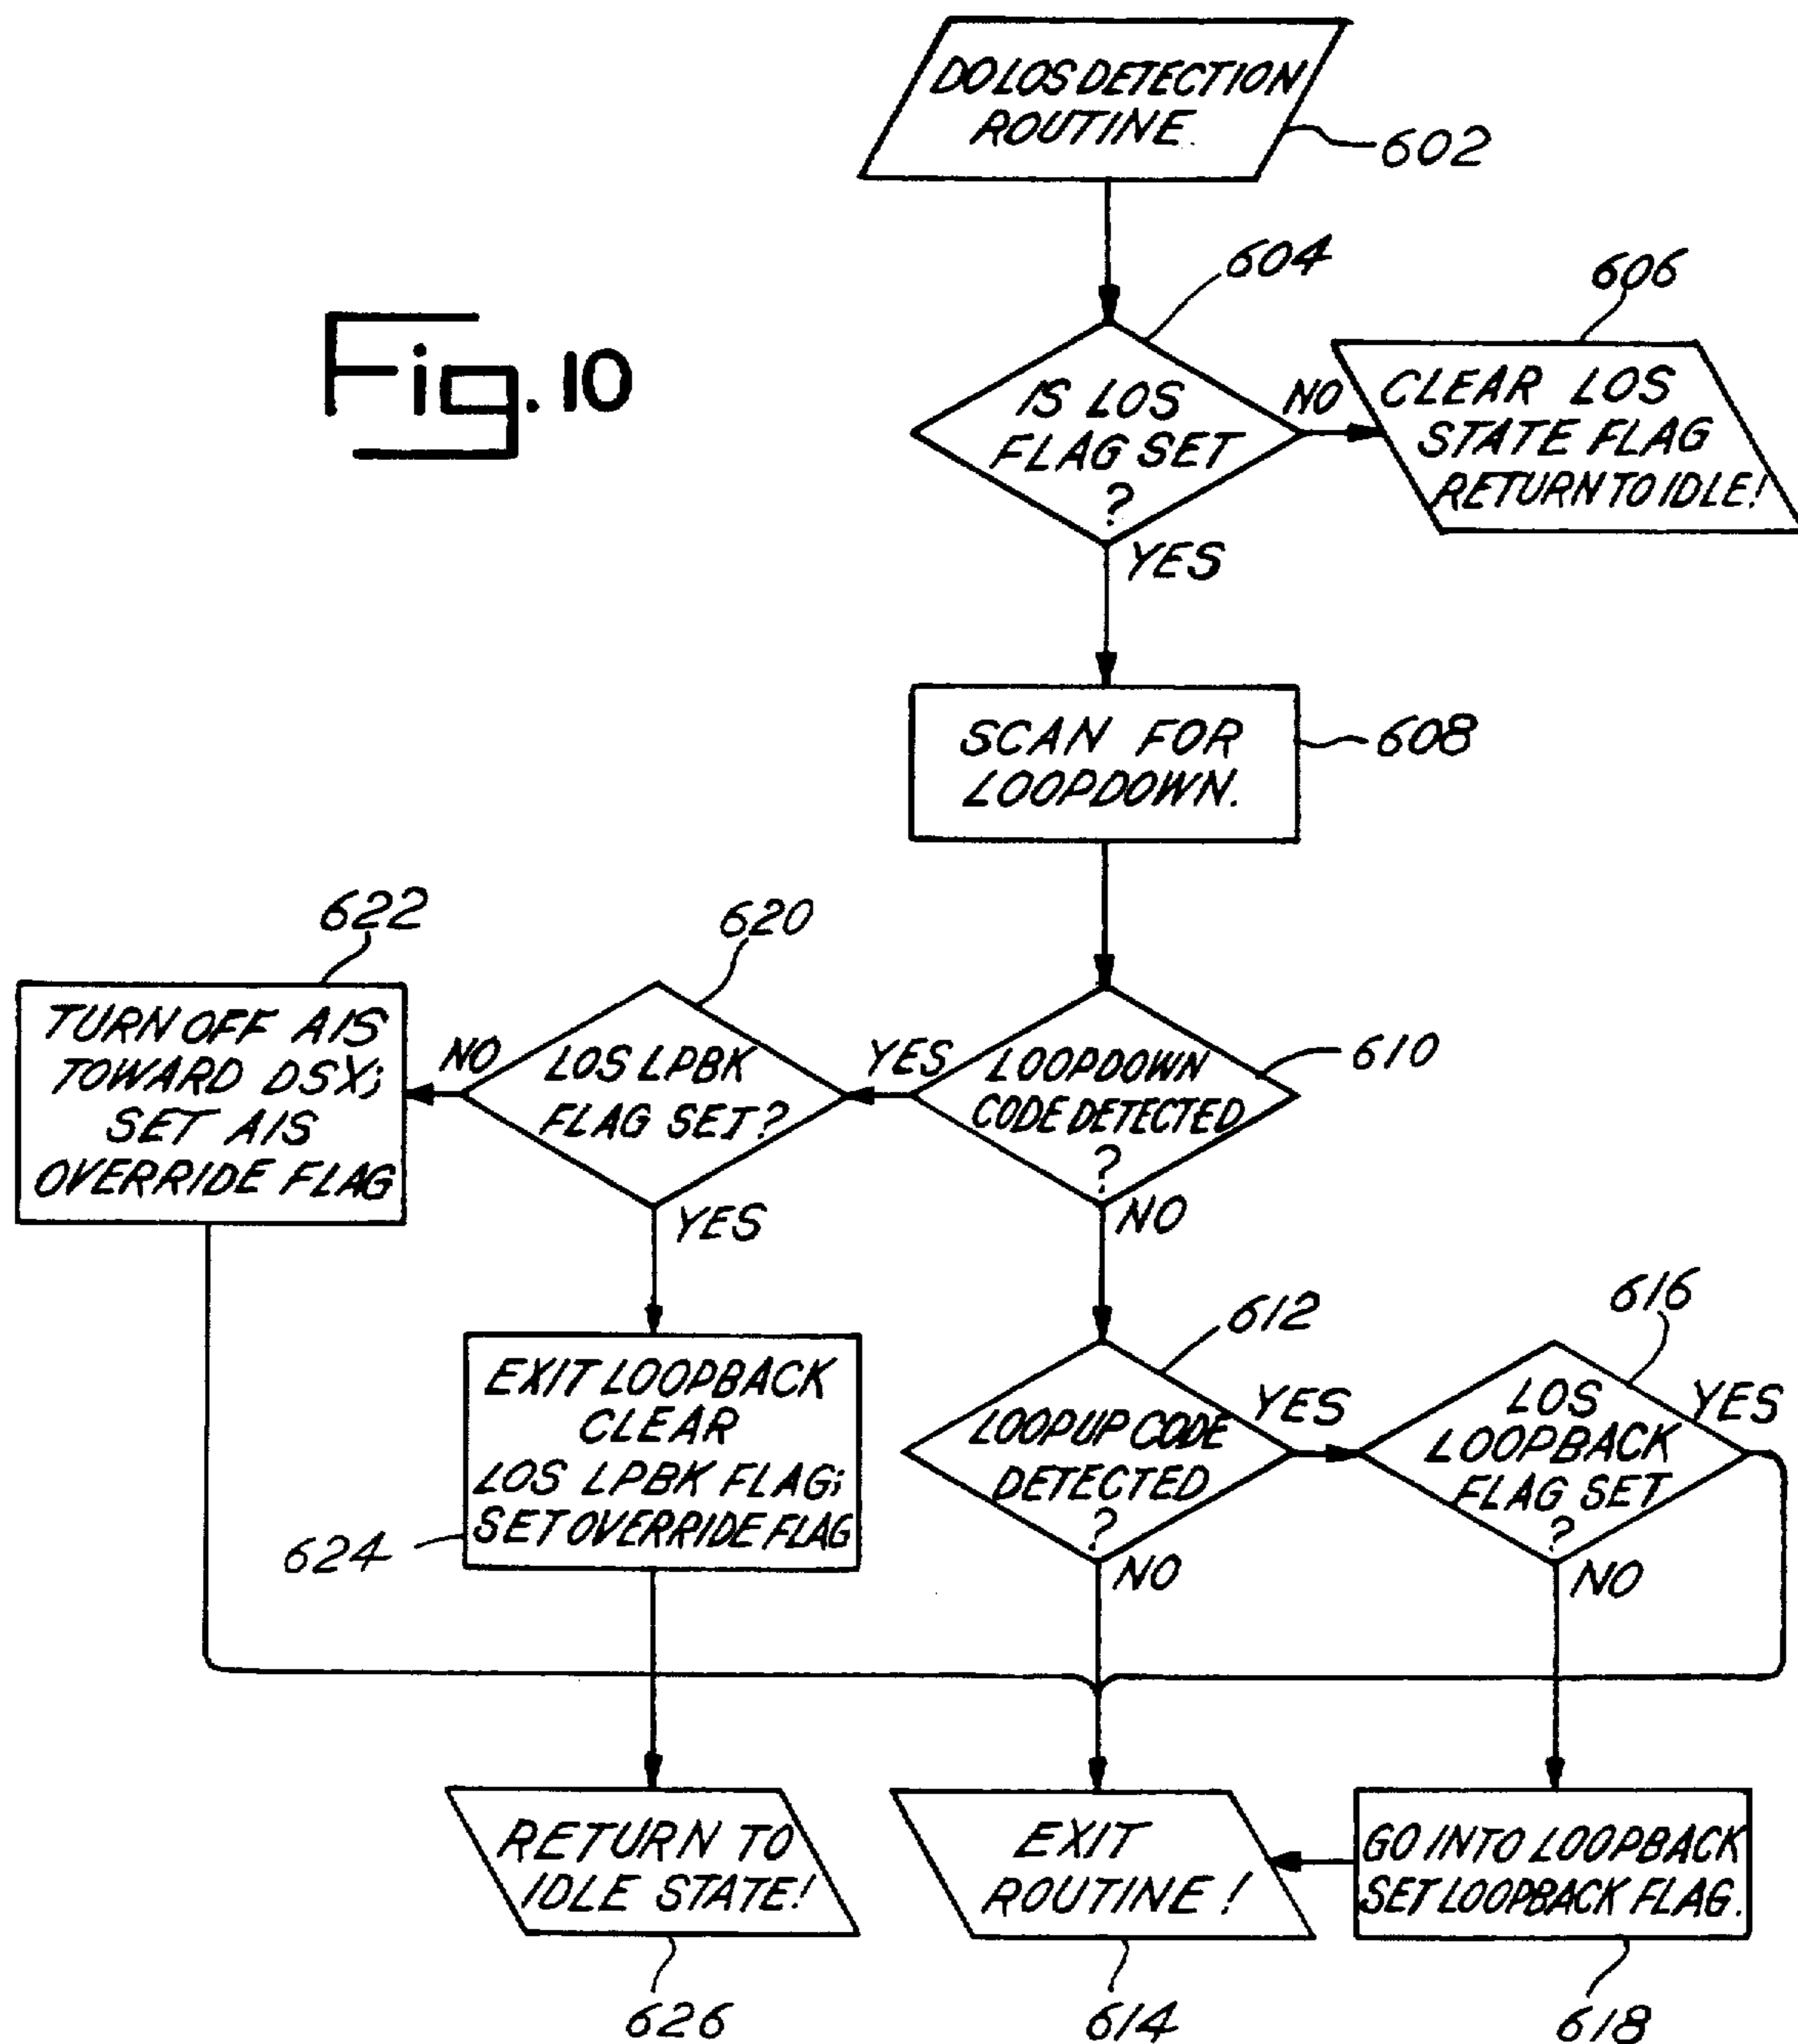 Fig. 10
DO LOS DETECTION
ROUTINE.
602
604
606
IS LOS
FLAG SET
?
NO
CLEAR LOS
STATE FLAG
RETURN TO IDLE!
YES
SCAN FOR
LOOPDOWN.
608
622
620
TURN OFF AIS
TOWARD DSX;
SET AIS
OVERRIDE FLAG
NO
LOS LPBK
FLAG SET?
YES
LOOPDOWN
CODE DETECTED
?
610
YES
NO
612
616
EXIT LOOPBACK
CLEAR
LOS LPBK FLAG;
SET OVERRIDE FLAG
624
LOOPUP CODE
DETECTED
?
YES
LOS
LOOPBACK
FLAG SET
?
YES
NO
NO
RETURN TO
IDLE STATE!
EXIT
ROUTINE!
GO INTO LOOPBACK
SET LOOPBACK FLAG.
626
614
618